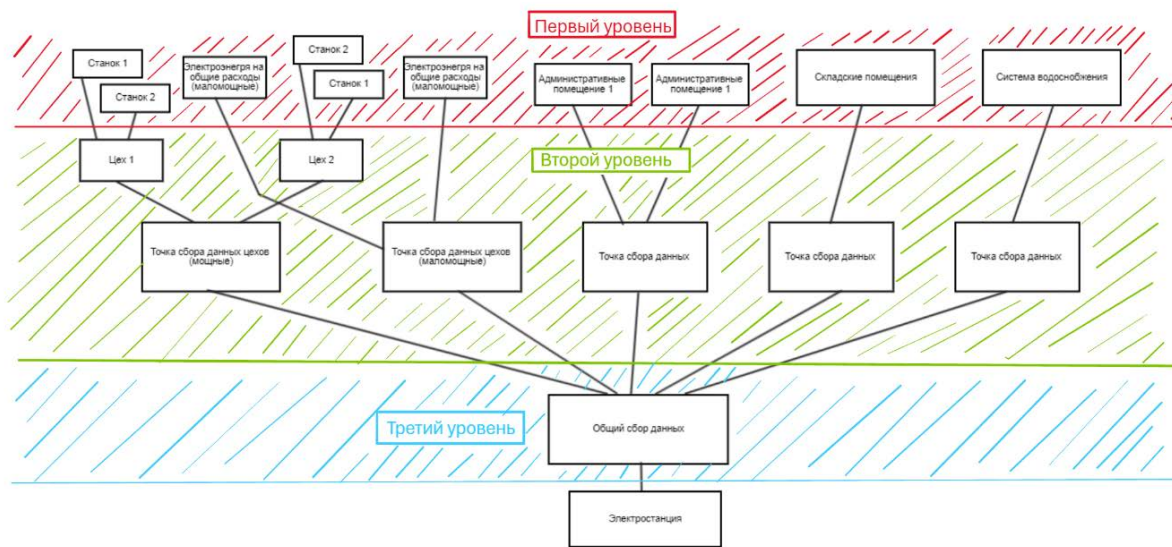 Первый уровень
Станок 1
Электроэнегря на
общие расходы
(маломощные)
Станок 2
Электроэнегря на
общие расходы
(маломощные)
Административные
помещение 1
Административные
помещение 1
Складские помещения
Система водоснобжения
Станок 2
Станок 1
Цех 1
Цех 2
Второй уровень
Точка сбора данных цехов
(мощные)
Точка сбора данных цехов
(маломощные)
Точка сбора данных
Точка сбора данных
Точка сбора данных
Третий уровень
Общий сбор данных
Электростанция